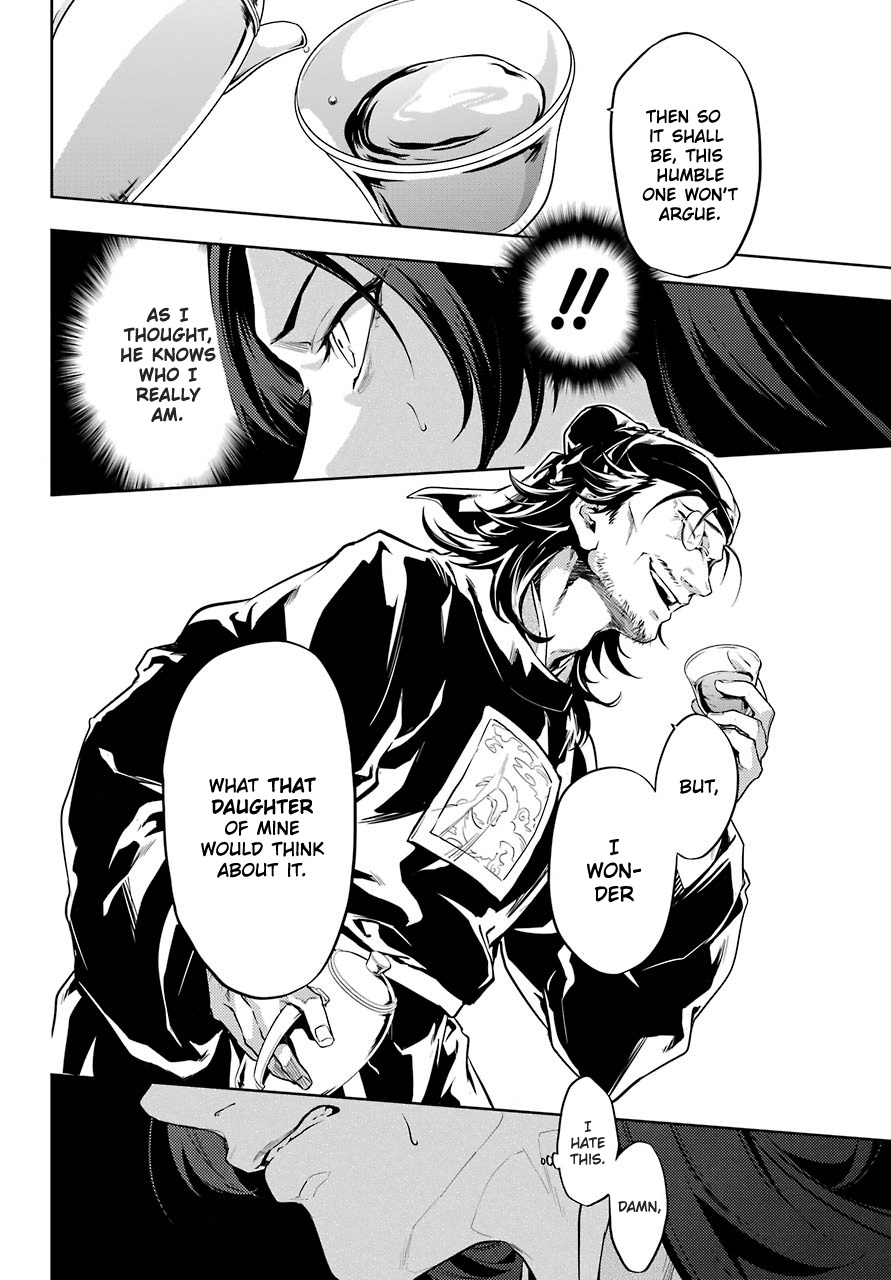 THEN SO
IT SHALL
BE, THIS
HUMBLE
ONE WON'T
ARGUE.
!!
AS I
THOUGHT,
HE KNOWS
WHO I
REALLY
AM.
BUT,
I
WON-
DER
WHAT THAT
DAUGHTER
OF MINE
WOULD THINK
ABOUT IT.
DAMN,
I
HATE
THIS.